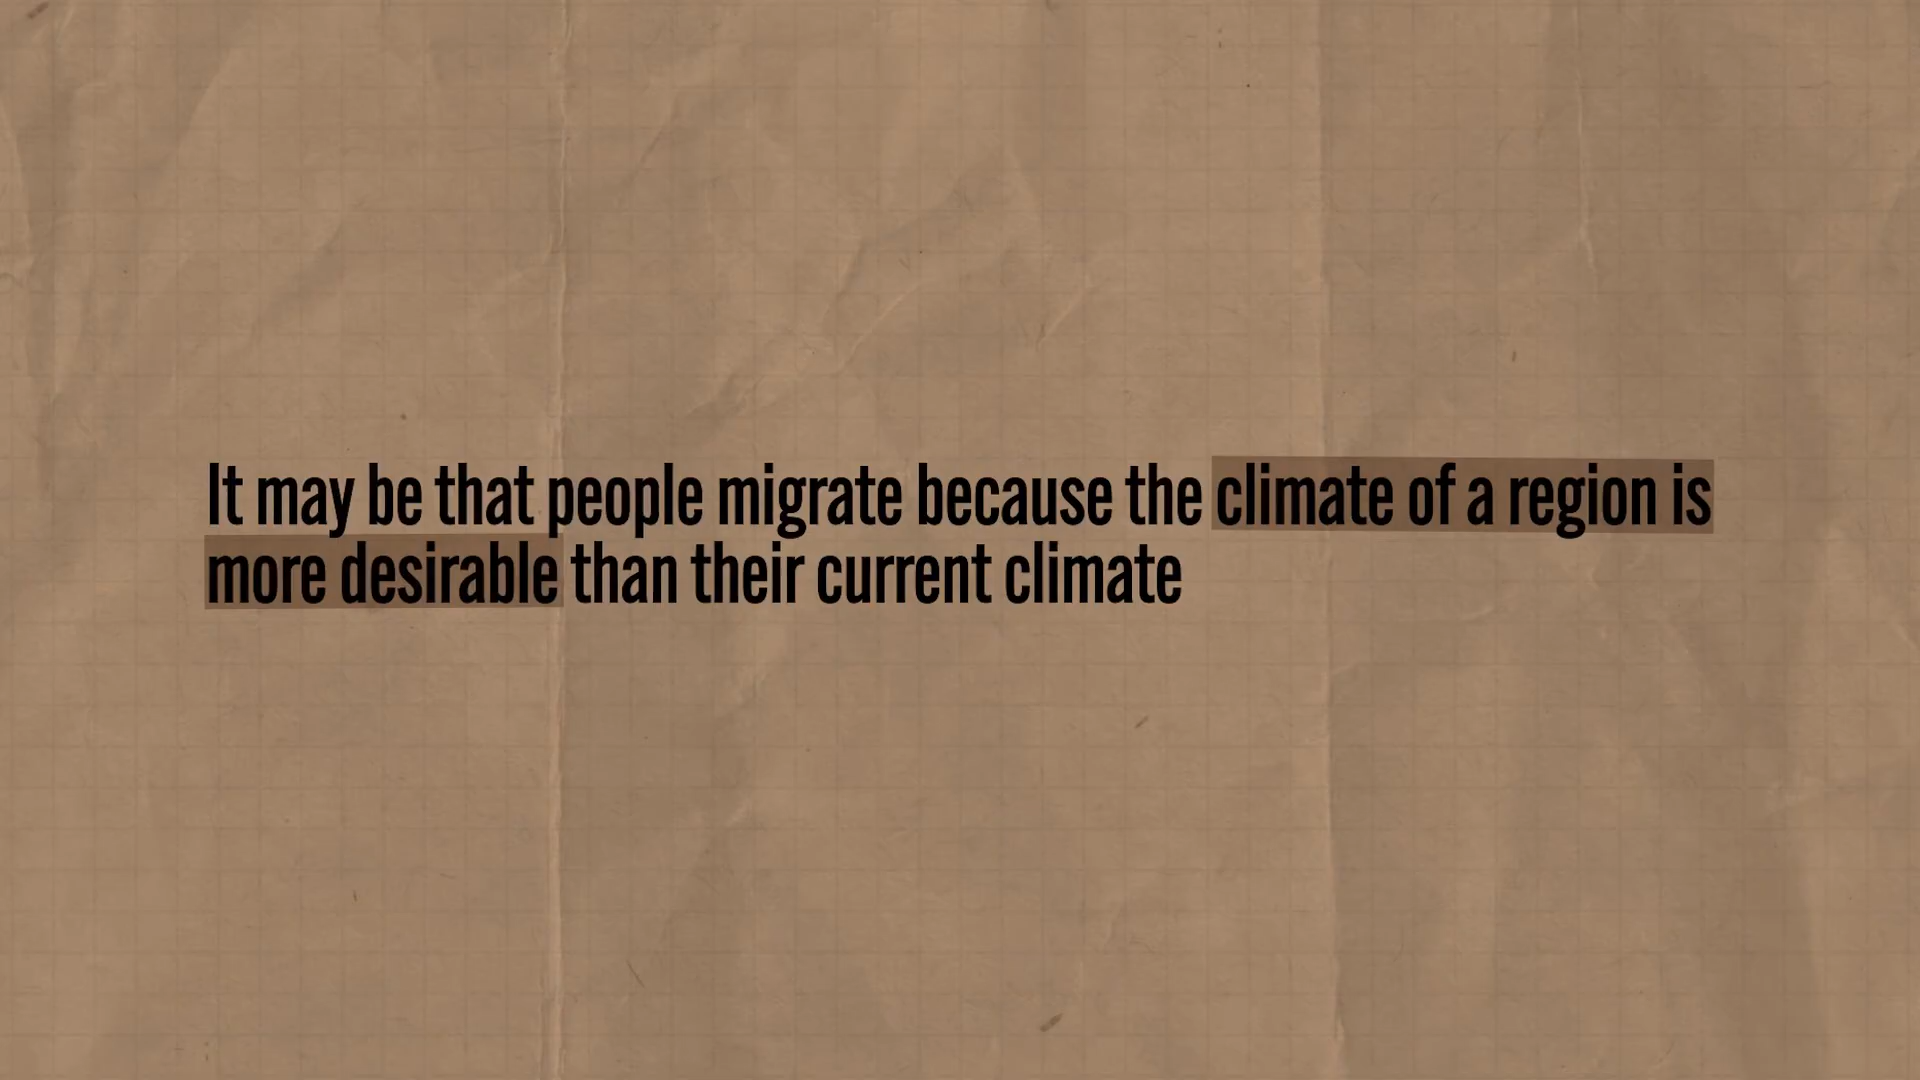 It may be that people migrate because the climate of a region is
more desirable than their current climate